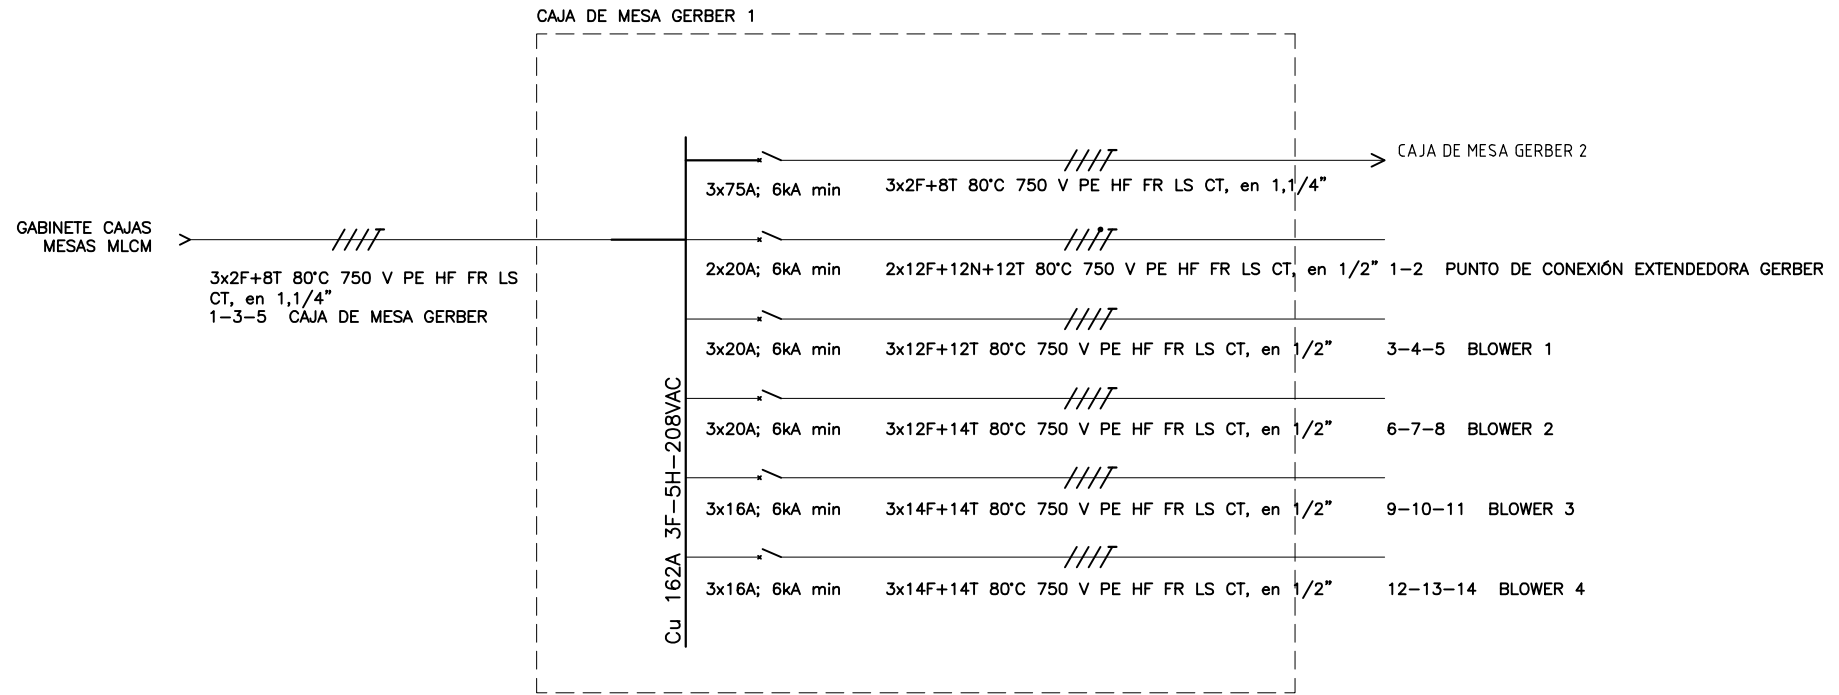 CAJA DE MESA GERBER 1
CAJA DE MESA GERBER 2
3x75A; 6kA min 3x2F+8T 80°C 750 V PE HF FR LS CT, en 1,1/4”
GABINETE CAJAS
MESAS MLCM
3x2F+8T 80°C 750 V PE HF FR LS
CT, en 1,1/4”
1-3-5 CAJA DE MESA GERBER
2x20A; 6kA min 2x12F+12N+12T 80°C 750 V PE HF FR LS CT, en 1/2” 1-2 PUNTO DE CONEXIÓN EXTENDEDORA GERBER
3x20A; 6kA min 3x12F+12T 80°C 750 V PE HF FR LS CT, en 1/2” 3-4-5 BLOWER 1
3x20A; 6kA min 3x12F+14T 80°C 750 V PE HF FR LS CT, en 1/2” 6-7-8 BLOWER 2
3x16A; 6kA min 3x14F+14T 80°C 750 V PE HF FR LS CT, en 1/2” 9-10-11 BLOWER 3
3x16A; 6kA min 3x14F+14T 80°C 750 V PE HF FR LS CT, en 1/2” 12-13-14 BLOWER 4
Cu 162A 3F-5H-208VAC